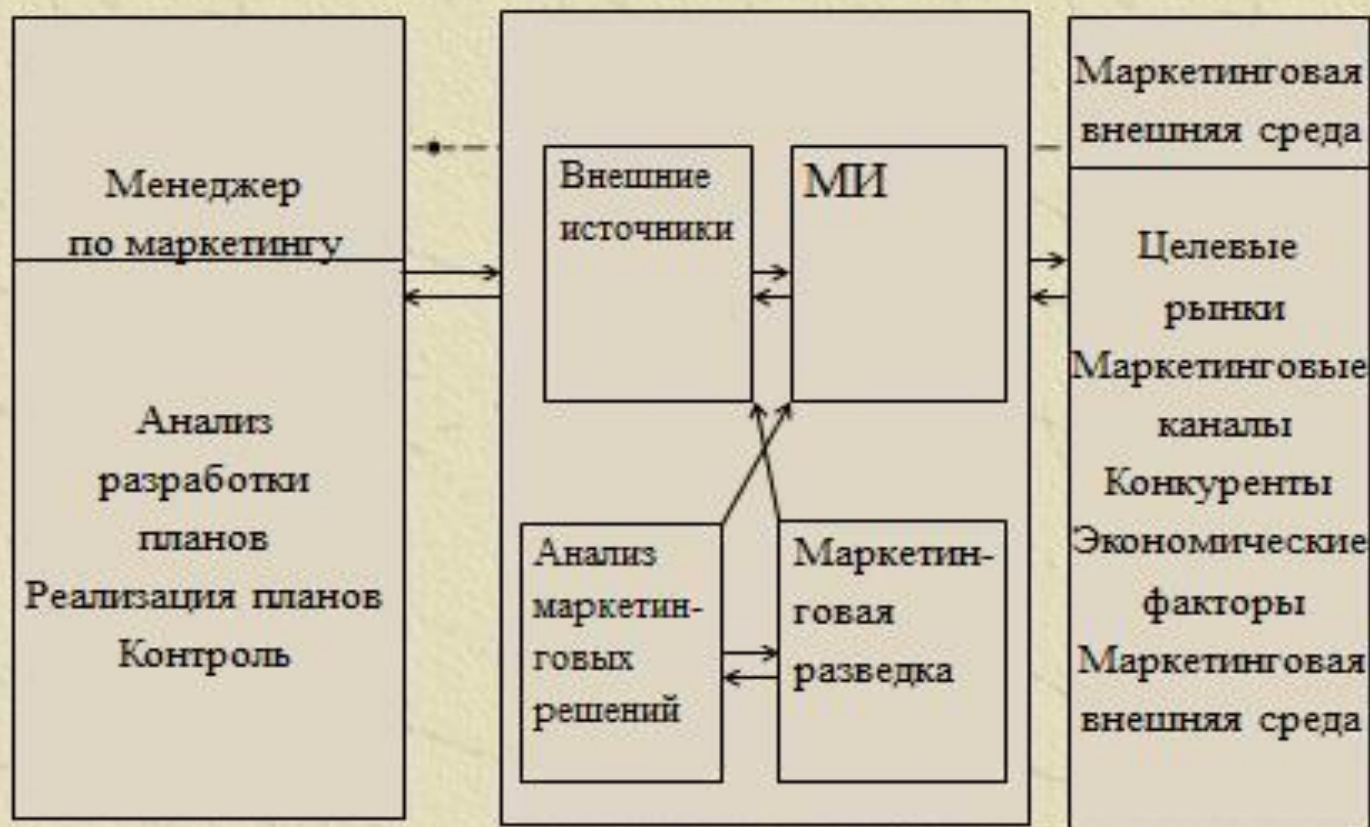 Менеджер
по маркетингу
Анализ
разработки
планов
Реализация планов
Контроль
Внешние
источники
МИ
Анализ
маркетин-
говых
решений
Маркетин-
говая
разведка
Маркетинговая
внешняя среда
Целевые
рынки
Маркетинговые
каналы
Конкуренты
Экономические
факторы
Маркетинговая
внешняя среда